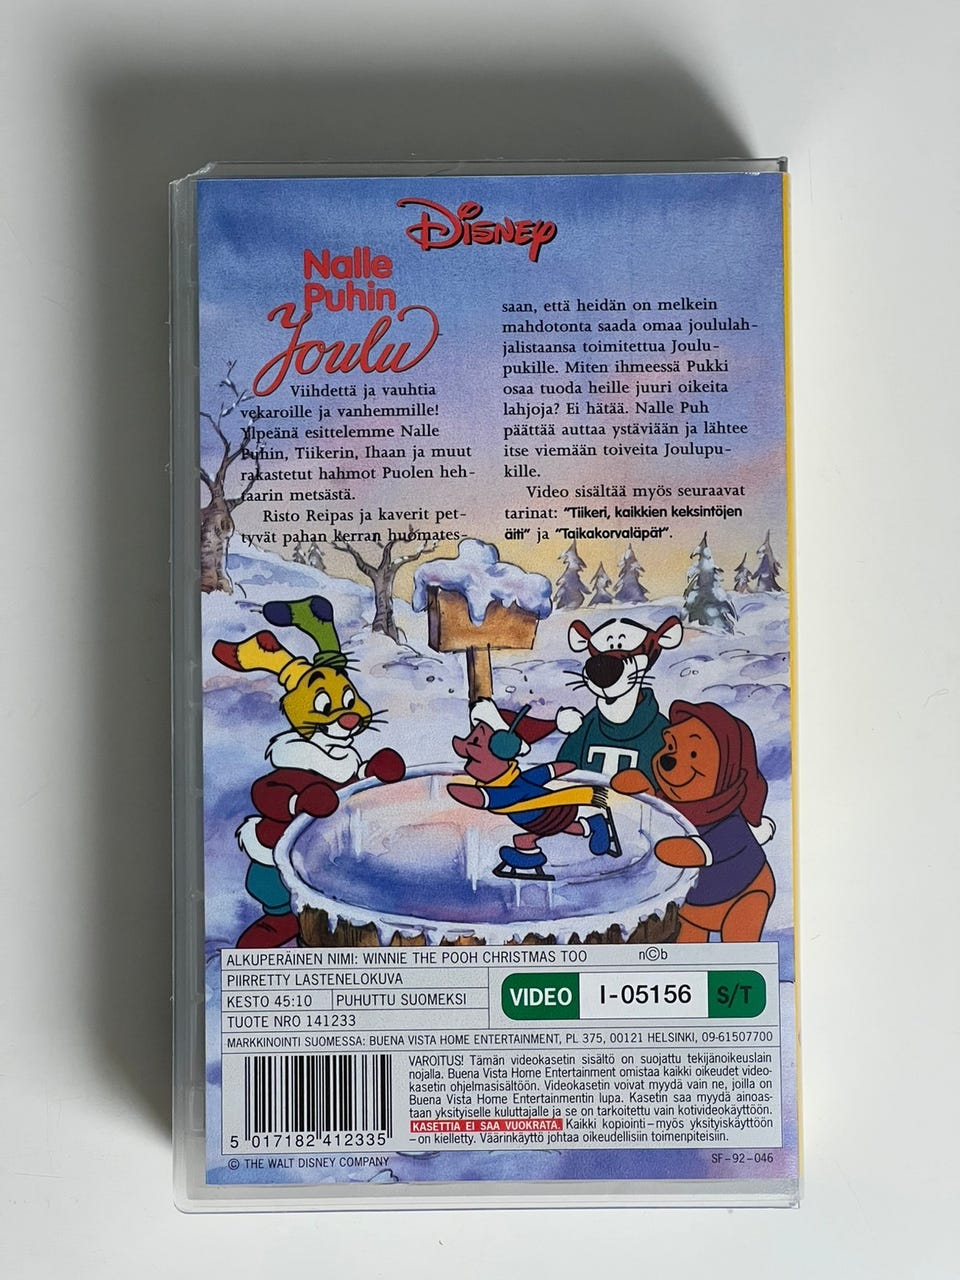 Disney
Nalle
Puhin
Joulu
Viihdettä ja vauhtia
vekaroille ja vanhemmille!
Ylpeänä esittelemme Nalle
Puhin, Tiikerin, Ihaan ja muut
rakastetut hahmot Puolen heh-
taarin metsästä.
Risto Reipas ja kaverit pet-
tyvät pahan kerran huomates-
saan, että heidän on melkein
mahdotonta saada omaa joululah-
jalistaansa toimitettua Joulu-
pukille. Miten ihmeessä Pukki
osaa tuoda heille juuri oikeita
lahjoja? Ei hätää. Nalle Puh
päättää auttaa ystäviään ja lähtee
itse viemään toiveita Joulupu-
kille.
Video sisältää myös seuraavat
tarinat: "Tiikeri, kaikkien keksintöjen
äiti" ja "Taikakorvaläpät".
T
ALKUPERÄINEN NIMI: WINNIE THE POOH CHRISTMAS TOO n©b
PIIRRETTY LASTENELOKUVA
KESTO 45:10 PUHUTTU SUOMEKSI
TUOTE NRO 141233
VIDEO I-05156 S/T
MARKKINOINTI SUOMESSA: BUENA VISTA HOME ENTERTAINMENT, PL 375, 00121 HELSINKI, 09-61507700
VAROITUS! Tämän videokasetin sisältö on suojattu tekijänoikeuslain
nojalla. Buena Vista Home Entertainment omistaa kaikki oikeudet video-
kasetin ohjelmasisältöön. Videokasetin voivat myydä vain ne, joilla on
Buena Vista Home Entertainmentin lupa. Kasetin saa myydä ainoas-
taan yksityiselle kuluttajalle ja se on tarkoitettu vain kotivideokäyttöön.
KASETTIA EI SAA VUOKRATA. Kaikki kopiointi – myös yksityiskäyttöön
– on kielletty. Väärinkäyttö johtaa oikeudellisiin toimenpiteisiin.
5 017182 412335
© THE WALT DISNEY COMPANY
SF-92-046